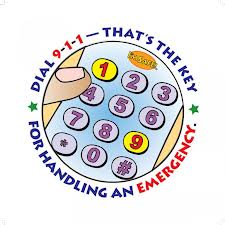 DIAL 9-1-1 — THAT'S THE KEY
FOR HANDLING AN EMERGENCY.
1
2 3
4 5 6
7 8 9
* 0 #